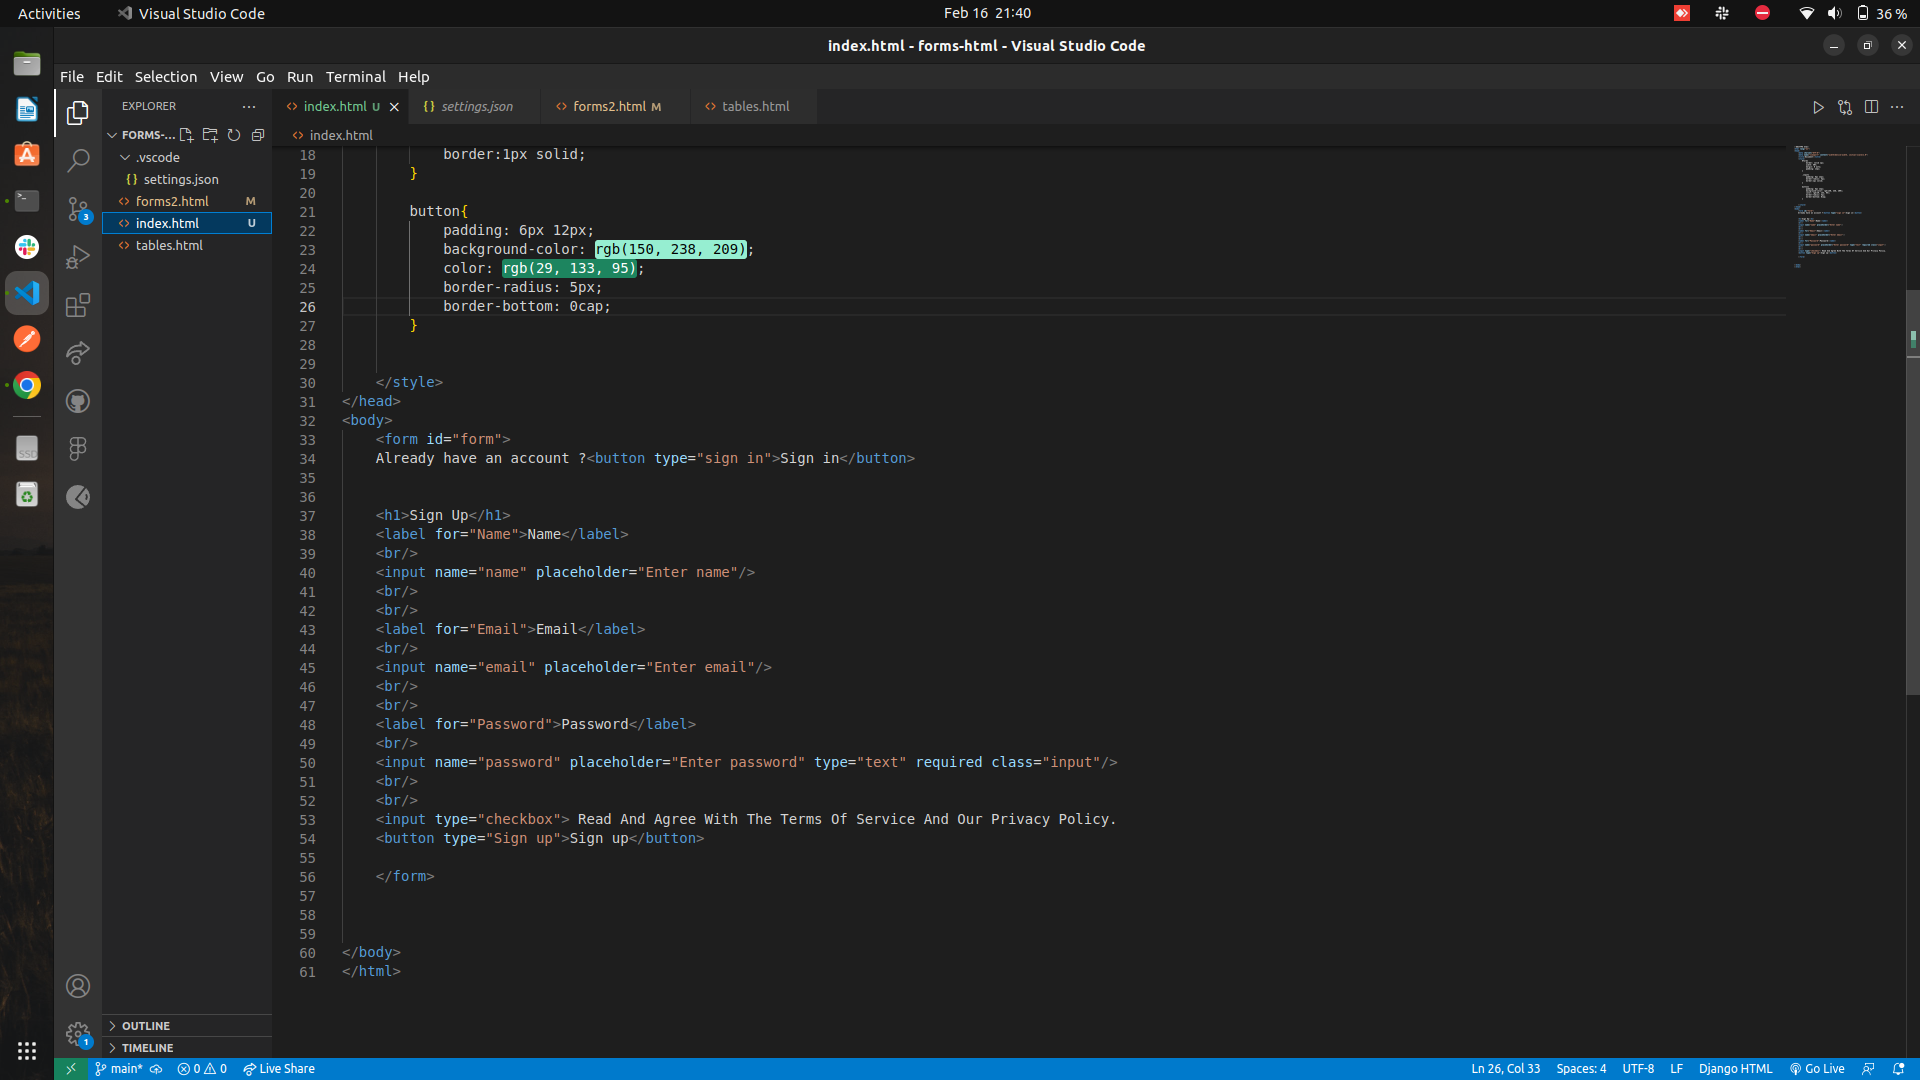 Activities
Visual Studio Code
Feb 16 21:40
36 %
index.html - forms-html - Visual Studio Code
File Edit Selection View Go Run Terminal Help
EXPLORER
index.html U
settings.json
forms2.html M
tables.html
FORMS-...
index.html
.vscode
settings.json
forms2.html M
index.html U
tables.html
3
18 border:1px solid;
19 }
20
21 button{
22 padding: 6px 12px;
23 background-color: rgb(150, 238, 209);
24 color: rgb(29, 133, 95);
25 border-radius: 5px;
26 border-bottom: 0cap;
27 }
28
29
30 </style>
31 </head>
32 <body>
33 <form id="form">
34 Already have an account ?<button type="sign in">Sign in</button>
35
36
37 <h1>Sign Up</h1>
38 <label for="Name">Name</label>
39 <br/>
40 <input name="name" placeholder="Enter name"/>
41 <br/>
42 <br/>
43 <label for="Email">Email</label>
44 <br/>
45 <input name="email" placeholder="Enter email"/>
46 <br/>
47 <br/>
48 <label for="Password">Password</label>
49 <br/>
50 <input name="password" placeholder="Enter password" type="text" required class="input"/>
51 <br/>
52 <br/>
53 <input type="checkbox"> Read And Agree With The Terms Of Service And Our Privacy Policy.
54 <button type="Sign up">Sign up</button>
55
56 </form>
57
58
59
60 </body>
61 </html>
SSD
OUTLINE
1
TIMELINE
main* 0 0 Live Share
Ln 26, Col 33 Spaces: 4 UTF-8 LF Django HTML Go Live